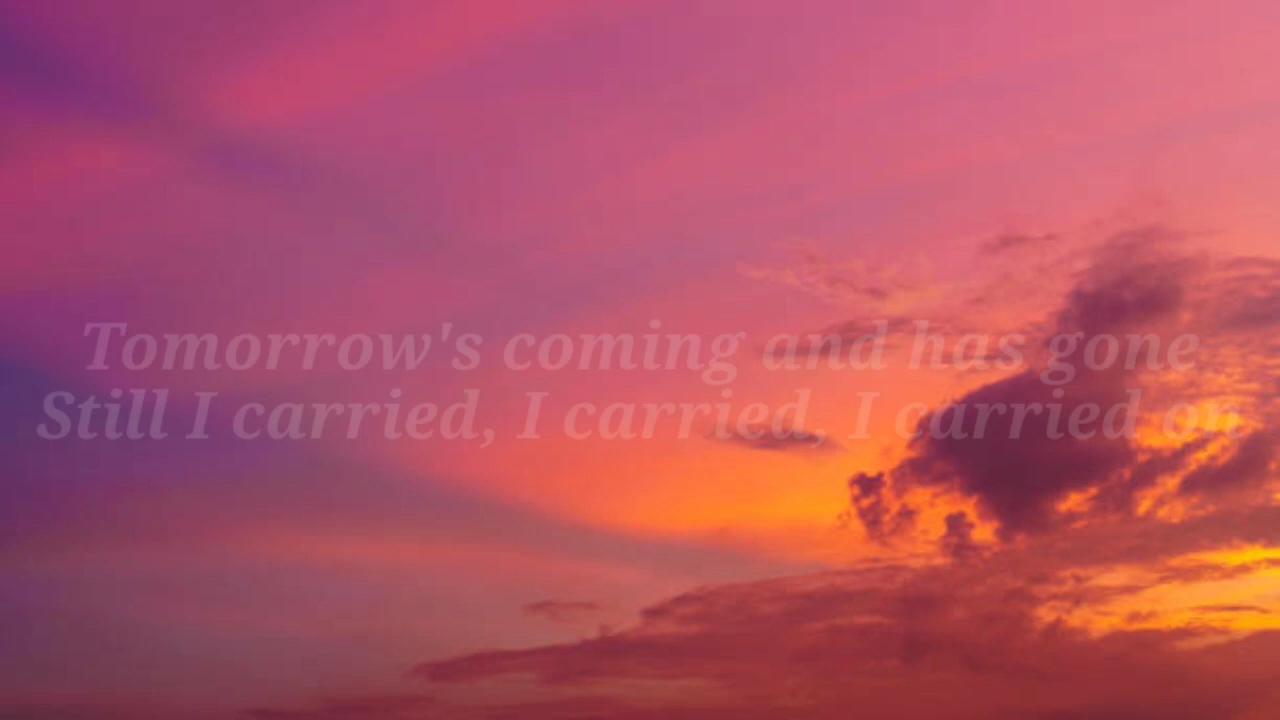 Tomorrow's coming and has gone
Still I carried, I carried, I carried on